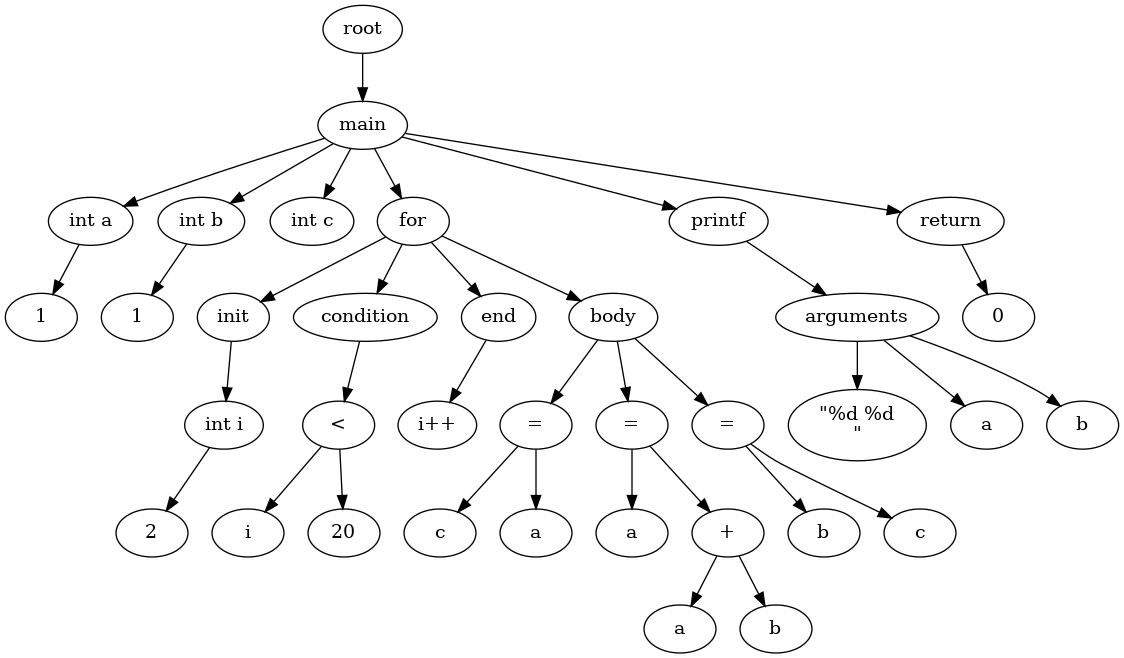 root
main
int a
int b
int c
for
printf
return
1
1
init
condition
end
body
arguments
0
int i
<
i++
=
=
=
"%d %d
"
a
b
2
i
20
c
a
a
+
b
c
a
b